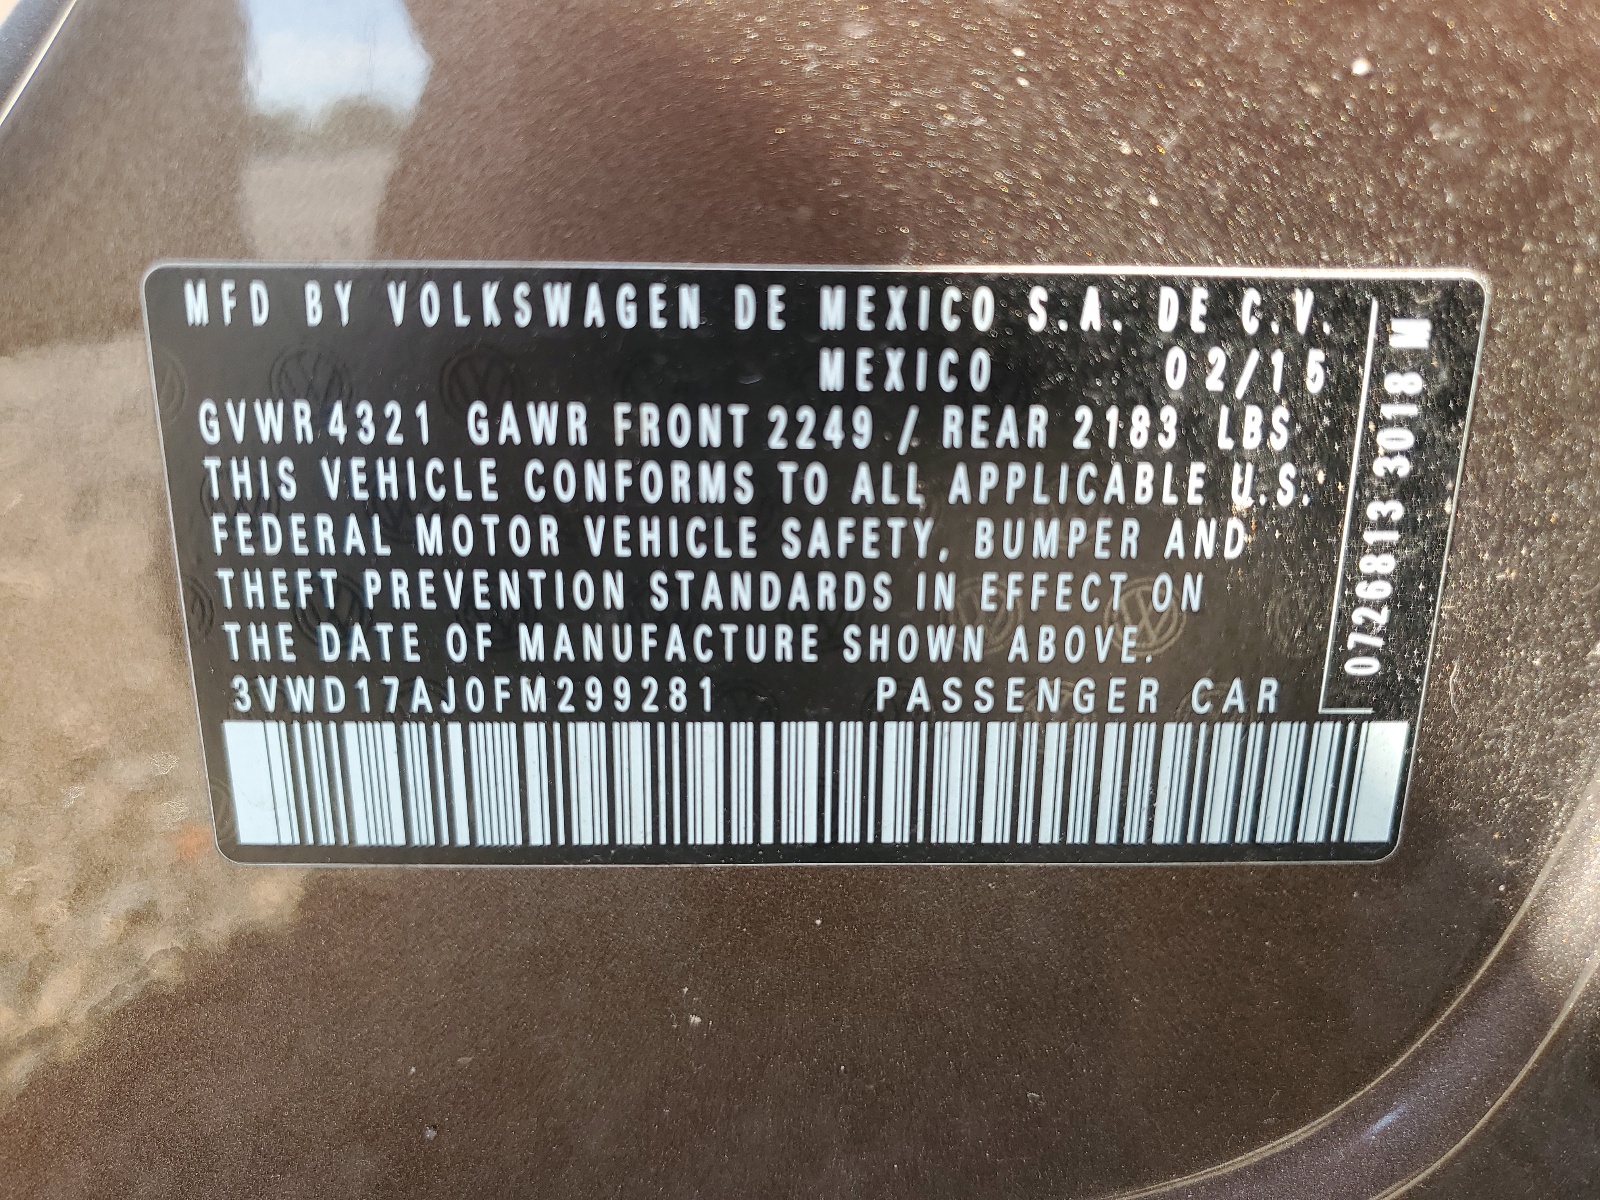 MFD BY VOLKSWAGEN DE MEXICO S.A. DE C.V.
MEXICO 02/15
GVWR 4321 GAWR FRONT 2249 / REAR 2183 LBS
THIS VEHICLE CONFORMS TO ALL APPLICABLE U.S.
FEDERAL MOTOR VEHICLE SAFETY, BUMPER AND
THEFT PREVENTION STANDARDS IN EFFECT ON
THE DATE OF MANUFACTURE SHOWN ABOVE.
3VWD17AJ0FM299281 PASSENGER CAR
0726813 3018 M